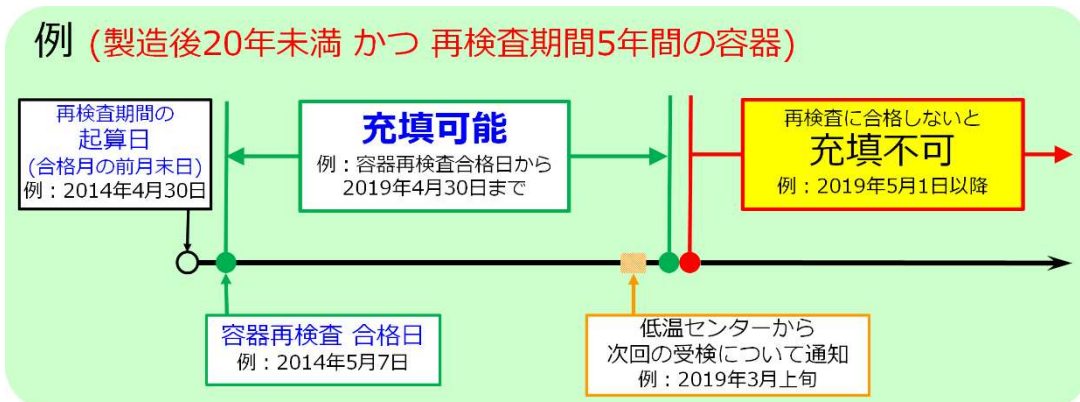 例 (製造後20年未満 かつ 再検査期間5年間の容器)
再検査期間の
起算日
(合格月の前月末日)
例：2014年4月30日
充填可能
例：容器再検査合格日から
2019年4月30日まで
再検査に合格しないと
充填不可
例：2019年5月1日以降
容器再検査 合格日
例：2014年5月7日
低温センターから
次回の受検について通知
例：2019年3月上旬